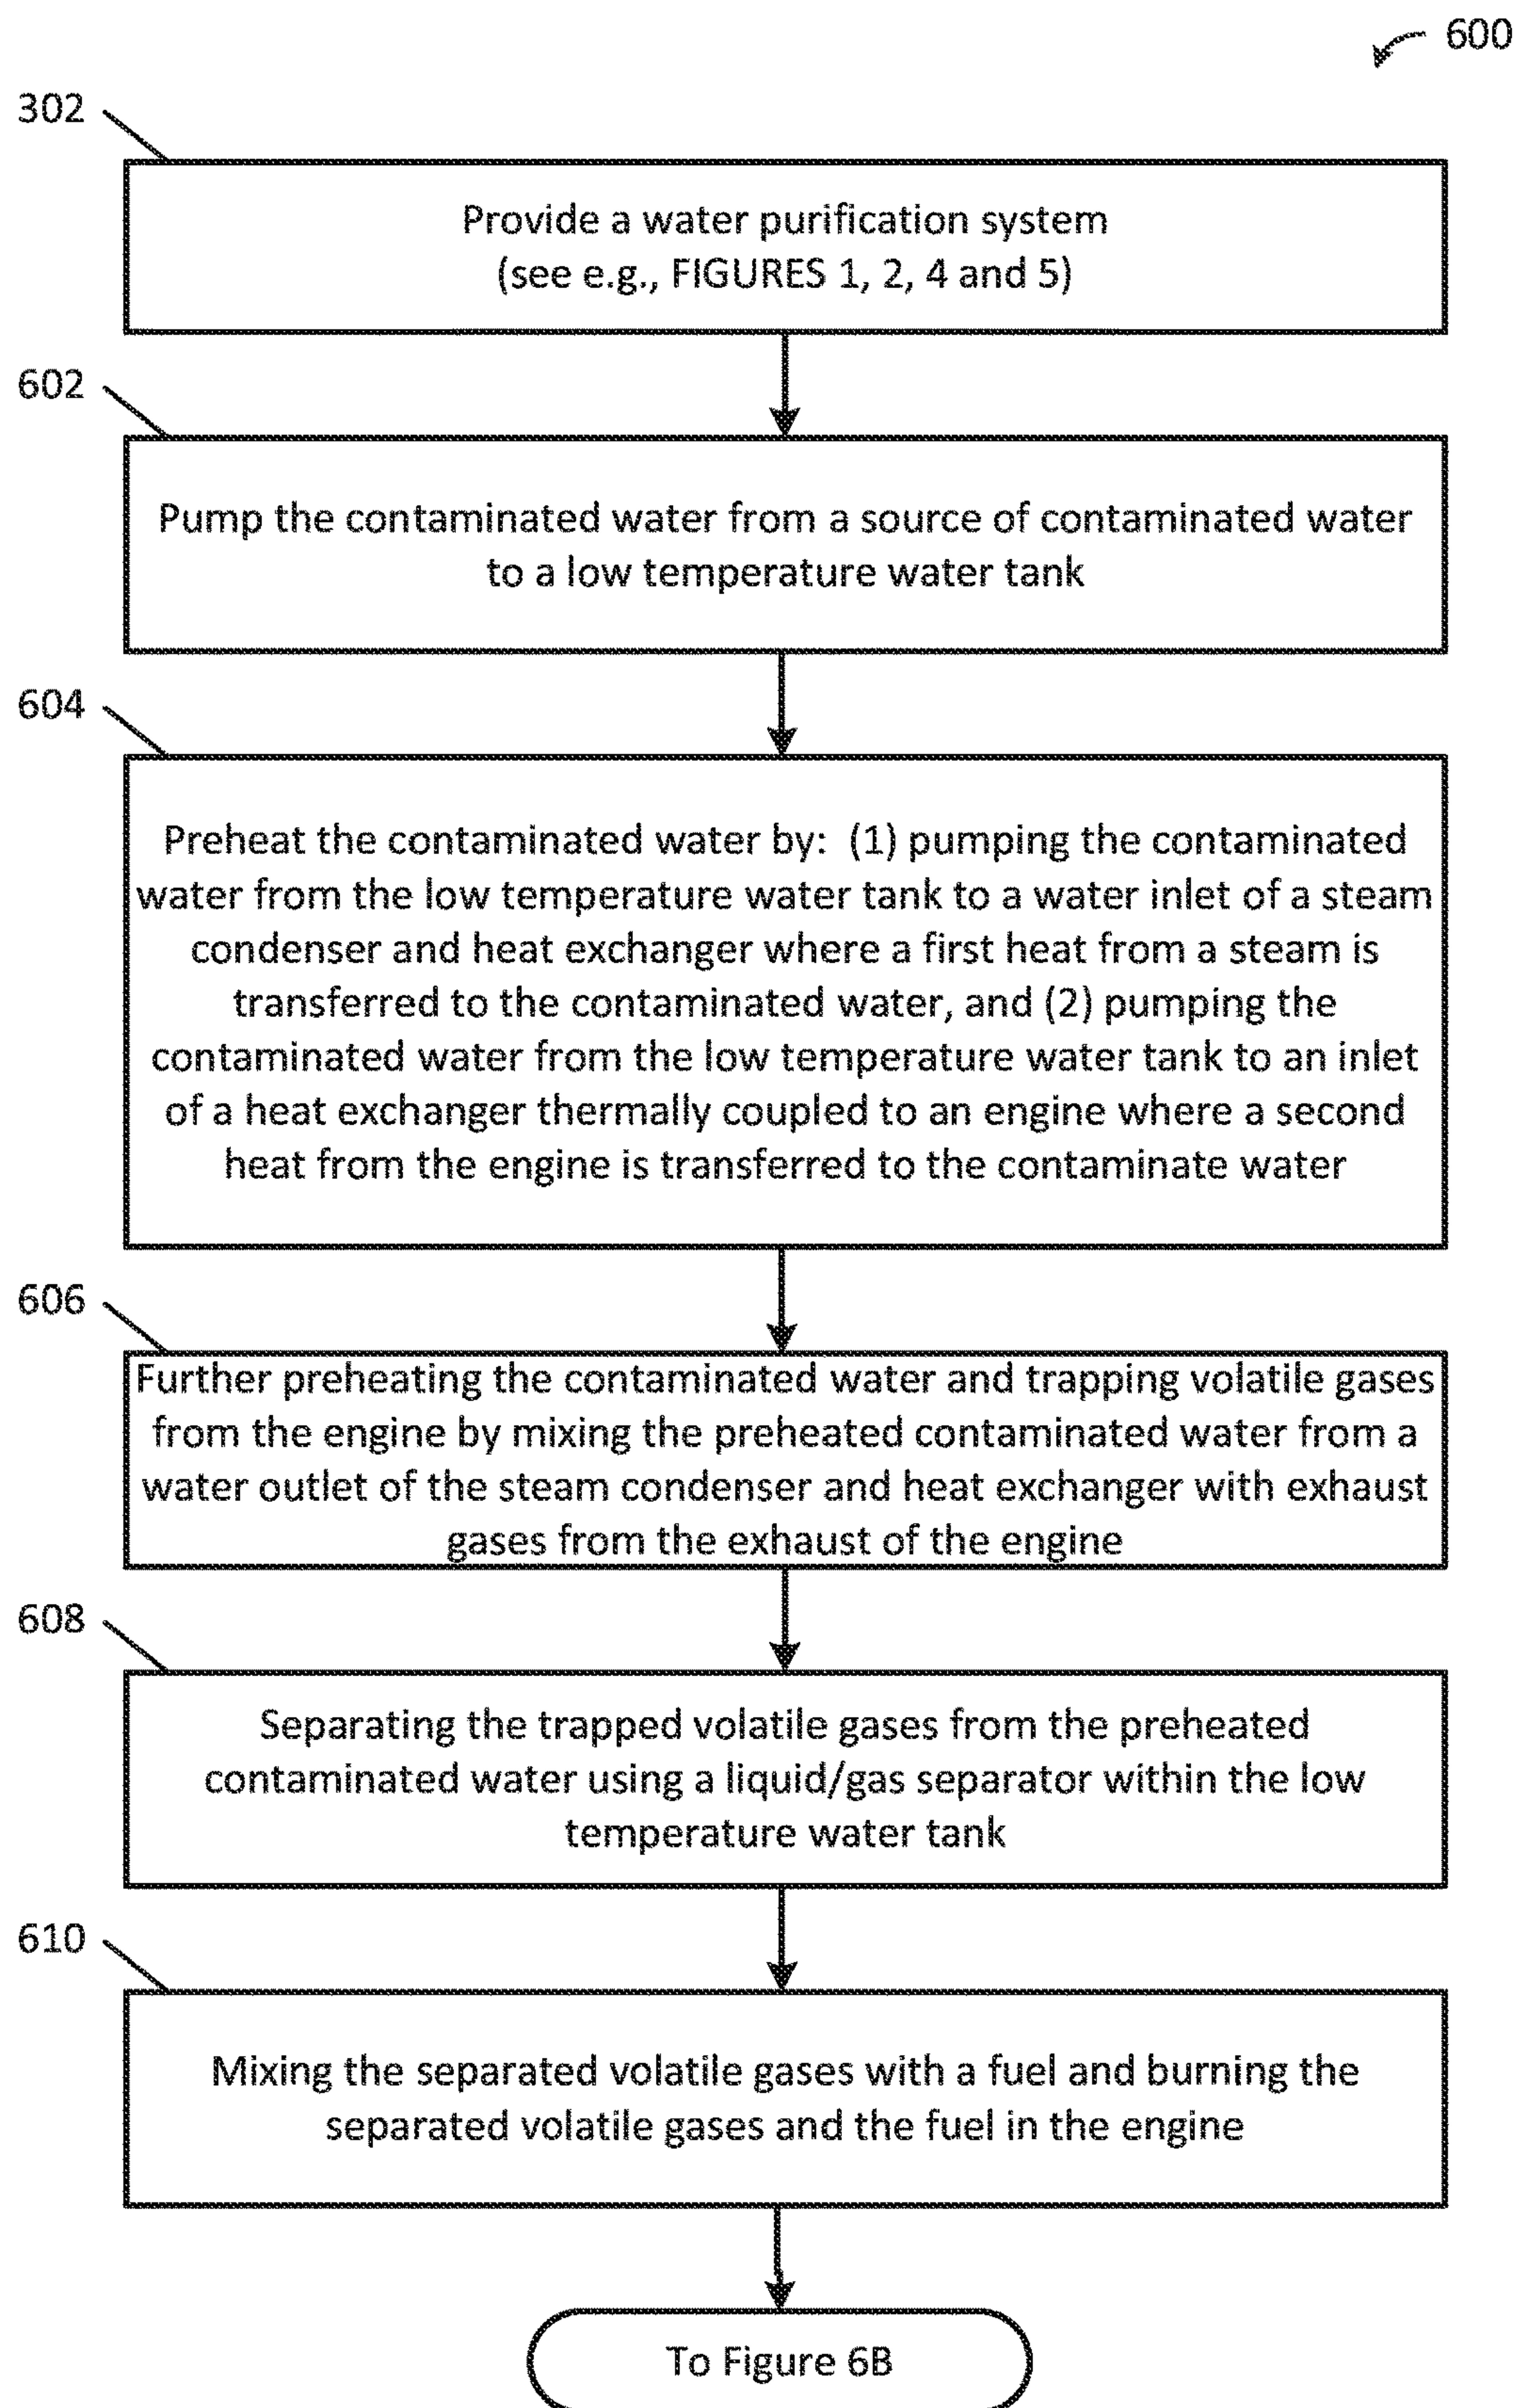 600
302
Provide a water purification system
(see e.g., FIGURES 1, 2, 4 and 5)
602
Pump the contaminated water from a source of contaminated water
to a low temperature water tank
604
Preheat the contaminated water by:  (1) pumping the contaminated
water from the low temperature water tank to a water inlet of a steam
condenser and heat exchanger where a first heat from a steam is
transferred to the contaminated water, and (2) pumping the
contaminated water from the low temperature water tank to an inlet
of a heat exchanger thermally coupled to an engine where a second
heat from the engine is transferred to the contaminate water
606
Further preheating the contaminated water and trapping volatile gases
from the engine by mixing the preheated contaminated water from a
water outlet of the steam condenser and heat exchanger with exhaust
gases from the exhaust of the engine
608
Separating the trapped volatile gases from the preheated
contaminated water using a liquid/gas separator within the low
temperature water tank
610
Mixing the separated volatile gases with a fuel and burning the
separated volatile gases and the fuel in the engine
To Figure 6B